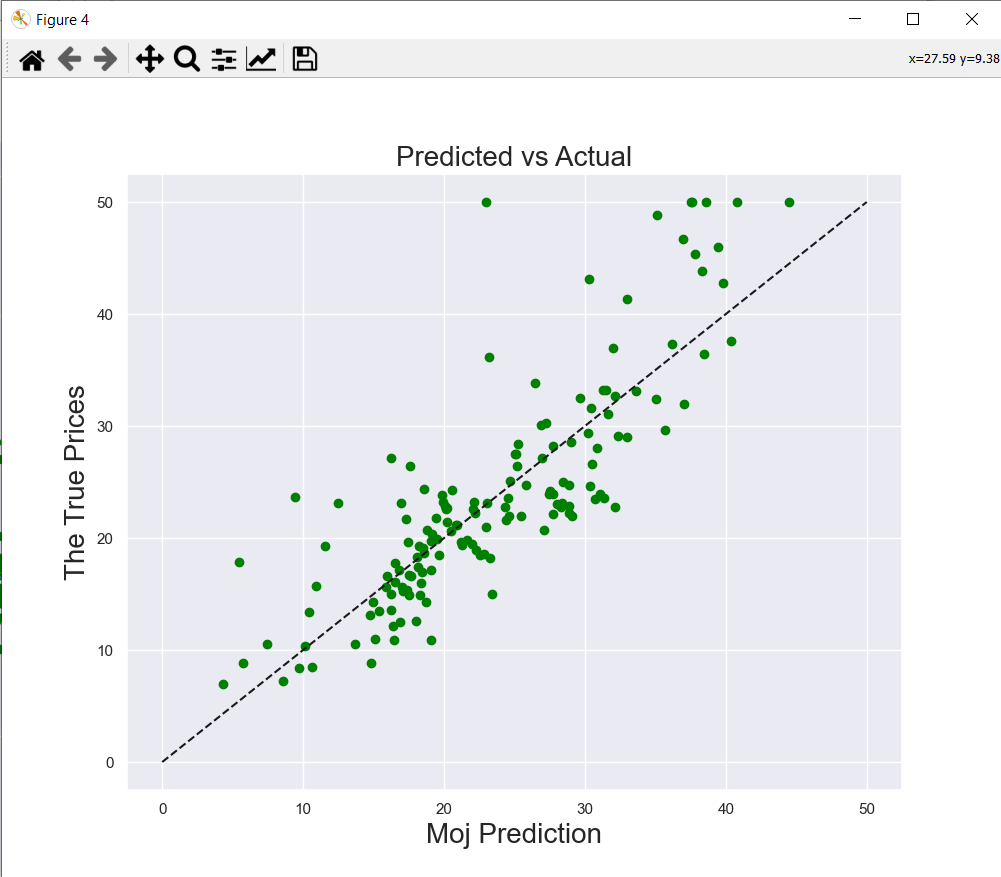 Figure 4
x=27.59 y=9.38
Predicted vs Actual
The True Prices
50
40
30
20
10
0
0 10 20 30 40 50
Moj Prediction